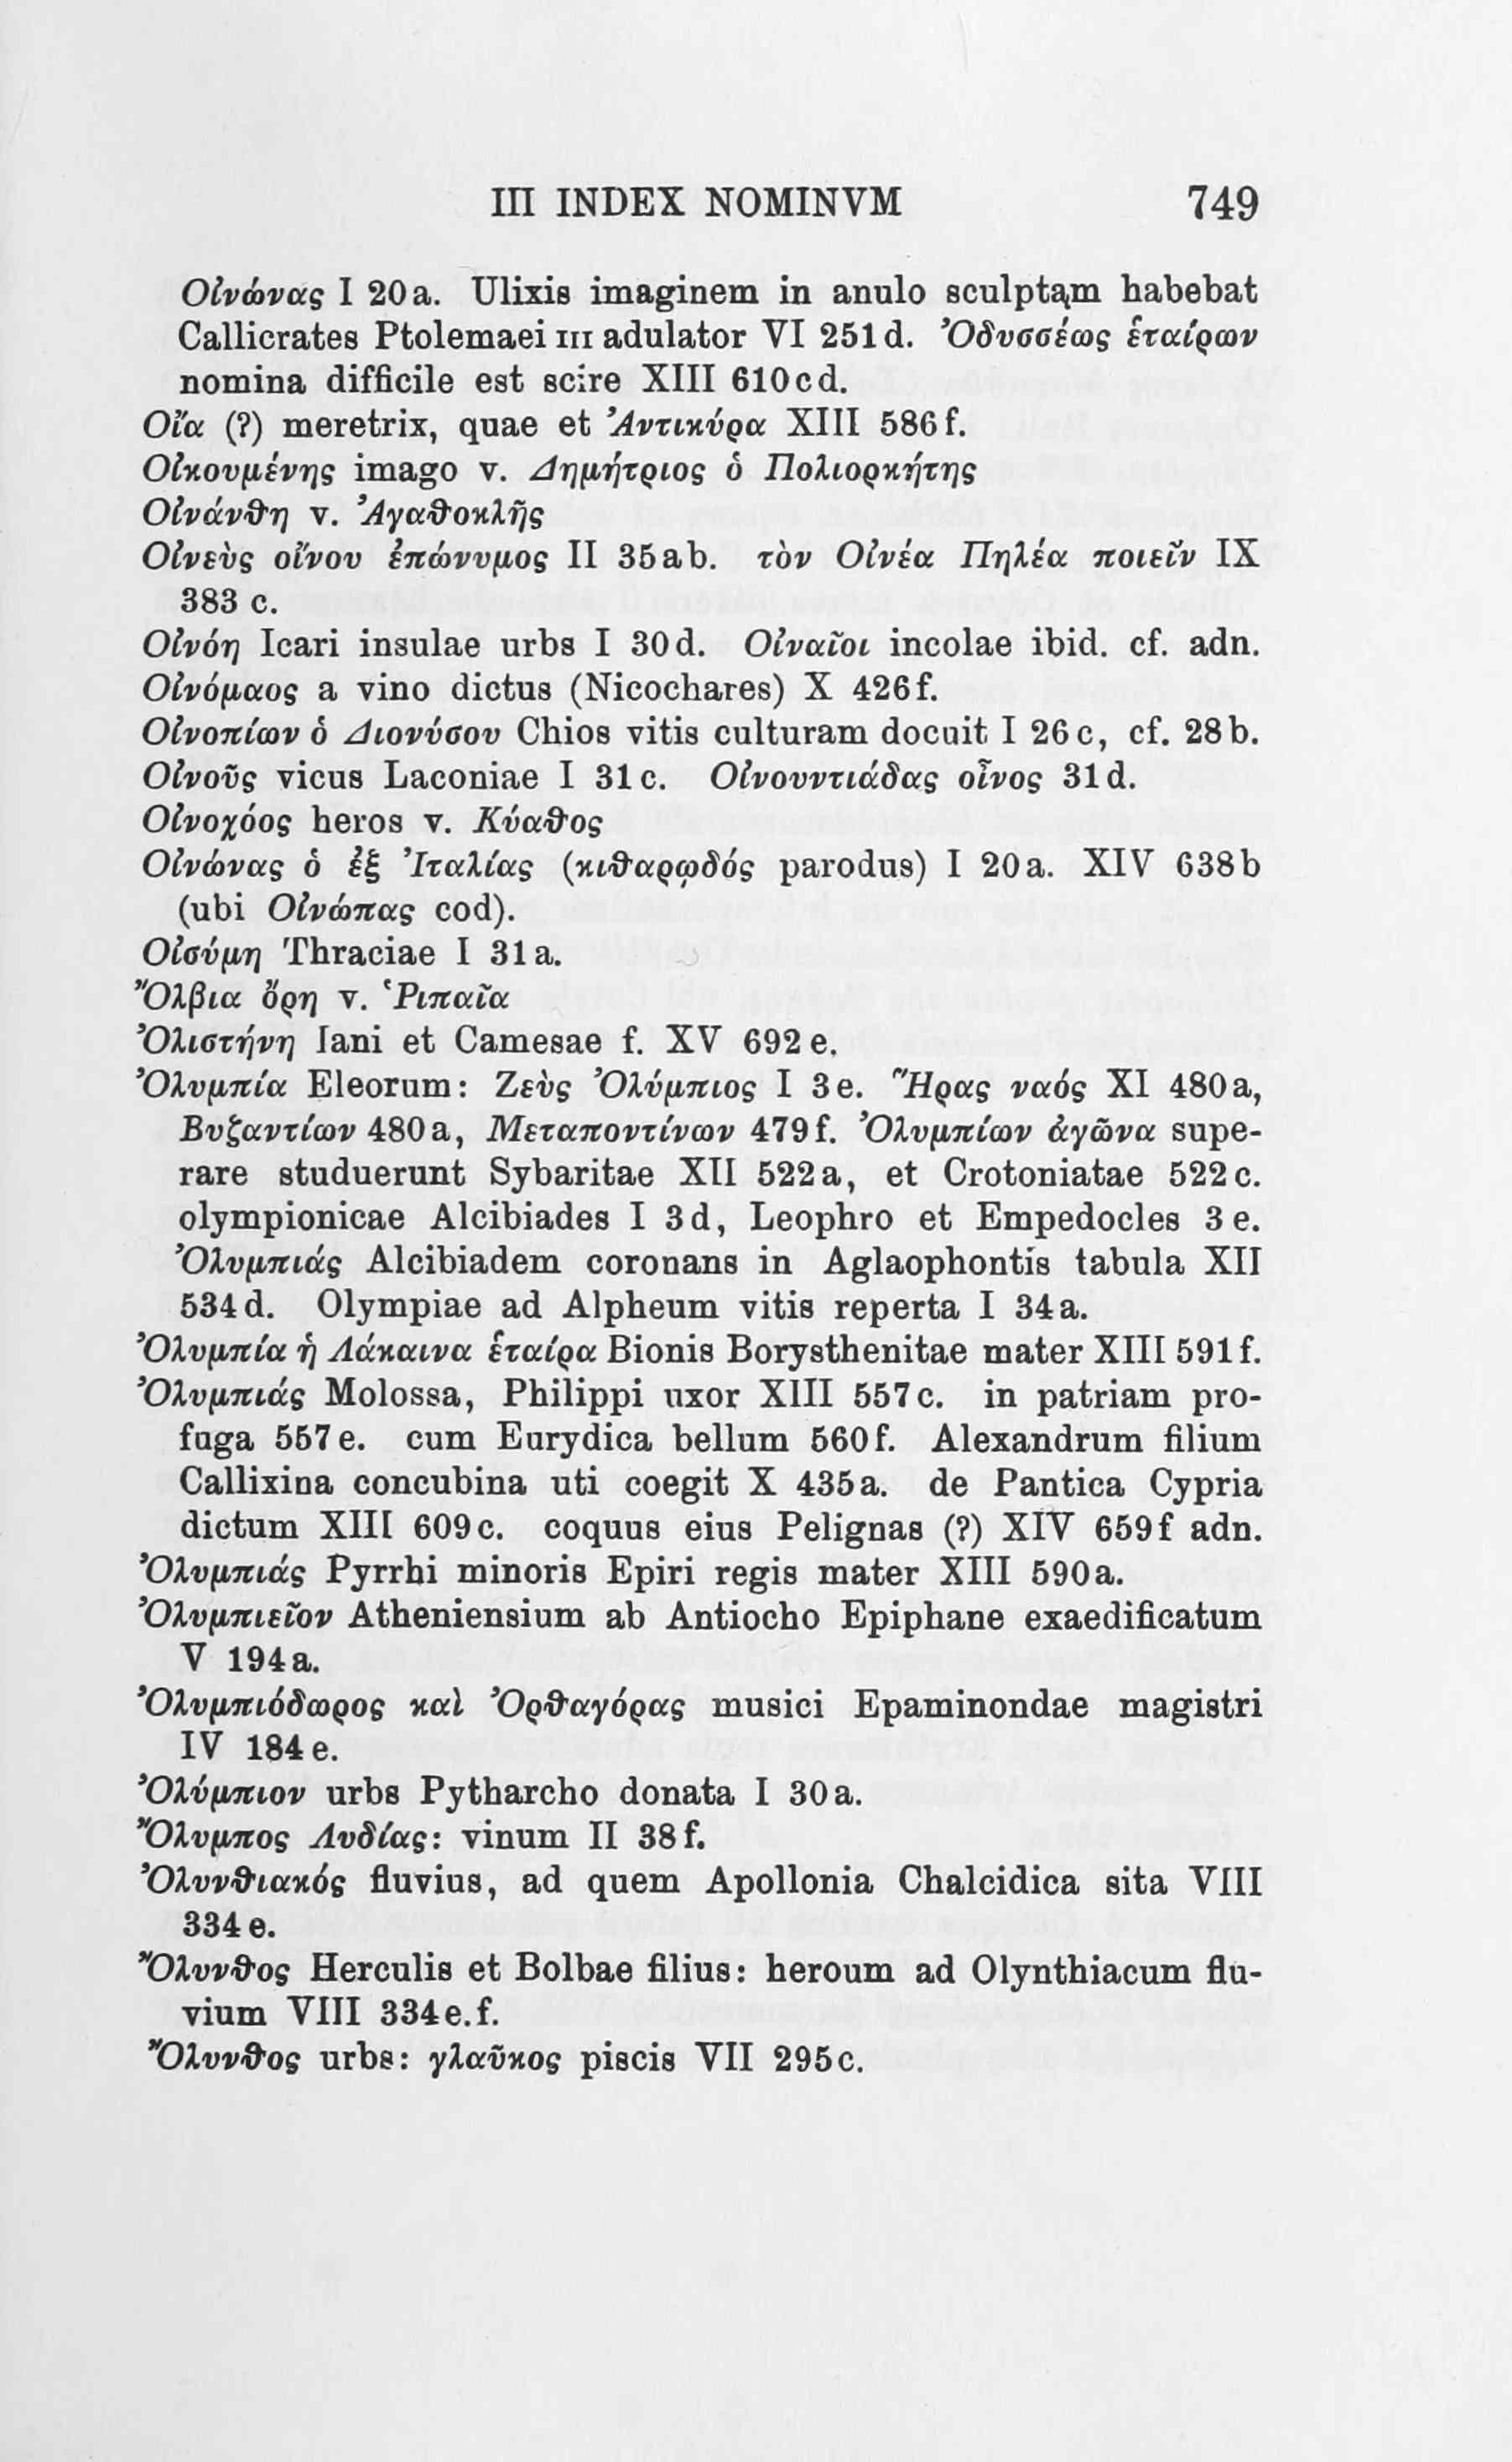 III INDEX NOMINVM 749
Οἰνώνας I 20a. Ulixis imaginem in anulo sculptąm habebat
Callicrates Ptolemaei III adulator VI 251d. Ὀδυσσέως ἑταίρων
nomina difficile est scire XIII 610cd.
Οἴα (?) meretrix, quae et Ἀντικύρα XIII 586f.
Οἰκουμένης imago v. Δημήτριος ὁ Πολιορκήτης
Οἰνάνθη v. Ἀγαθοκλῆς
Οἰνεὺς οἴνου ἐπώνυμος II 35ab. τὸν Οἰνέα Πηλέα ποιεῖν IX
383 c.
Οἰνόη Icari insulae urbs I 30d. Οἰναῖοι incolae ibid. cf. adn.
Οἰνόμαος a vino dictus (Nicochares) X 426f.
Οἰνοπίων ὁ Διονύσου Chios vitis culturam docuit I 26c, cf. 28b.
Οἰνοῦς vicus Laconiae I 31c. Οἰνουντιάδας οἶνος 31d.
Οἰνοχόος heros v. Κύαθος
Οἰνώνας ὁ ἐξ Ἰταλίας (κιθαρῳδός parodus) I 20a. XIV 638b
(ubi Οἰνώπας cod).
Οἰσύμη Thraciae I 31a.
Ὄλβια ὄρη v. Ῥιπαῖα
Ὀλιστήνη Iani et Camesae f. XV 692e.
Ὀλυμπία Eleorum: Ζεὺς Ὀλύμπιος I 3e. Ἥρας ναός XI 480a,
Βυζαντίων 480a, Μεταποντίνων 479f. Ὀλυμπίων ἀγῶνα supe-
rare studuerunt Sybaritae XII 522a, et Crotoniatae 522c.
olympionicae Alcibiades I 3d, Leophro et Empedocles 3e.
Ὀλυμπιάς Alcibiadem coronans in Aglaophontis tabula XII
534d. Olympiae ad Alpheum vitis reperta I 34a.
Ὀλυμπία ἡ Λάκαινα ἑταίρα Bionis Borysthenitae mater XIII 591f.
Ὀλυμπιάς Molossa, Philippi uxor XIII 557c. in patriam pro-
fuga 557e. cum Eurydica bellum 560f. Alexandrum filium
Callixina concubina uti coegit X 435a. de Pantica Cypria
dictum XIII 609c. coquus eius Pelignas (?) XIV 659f adn.
Ὀλυμπιάς Pyrrhi minoris Epiri regis mater XIII 590a.
Ὀλυμπιεῖον Atheniensium ab Antiocho Epiphane exaedificatum
V 194a.
Ὀλυμπιόδωρος καὶ Ὀρθαγόρας musici Epaminondae magistri
IV 184e.
Ὀλύμπιον urbs Pytharcho donata I 30a.
Ὄλυμπος Λυδίας: vinum II 38f.
Ὀλυνθιακός fluvius, ad quem Apollonia Chalcidica sita VIII
334e.
Ὄλυνθος Herculis et Bolbae filius: heroum ad Olynthiacum flu-
vium VIII 334e.f.
Ὄλυνθος urbs: γλαῦκος piscis VII 295c.